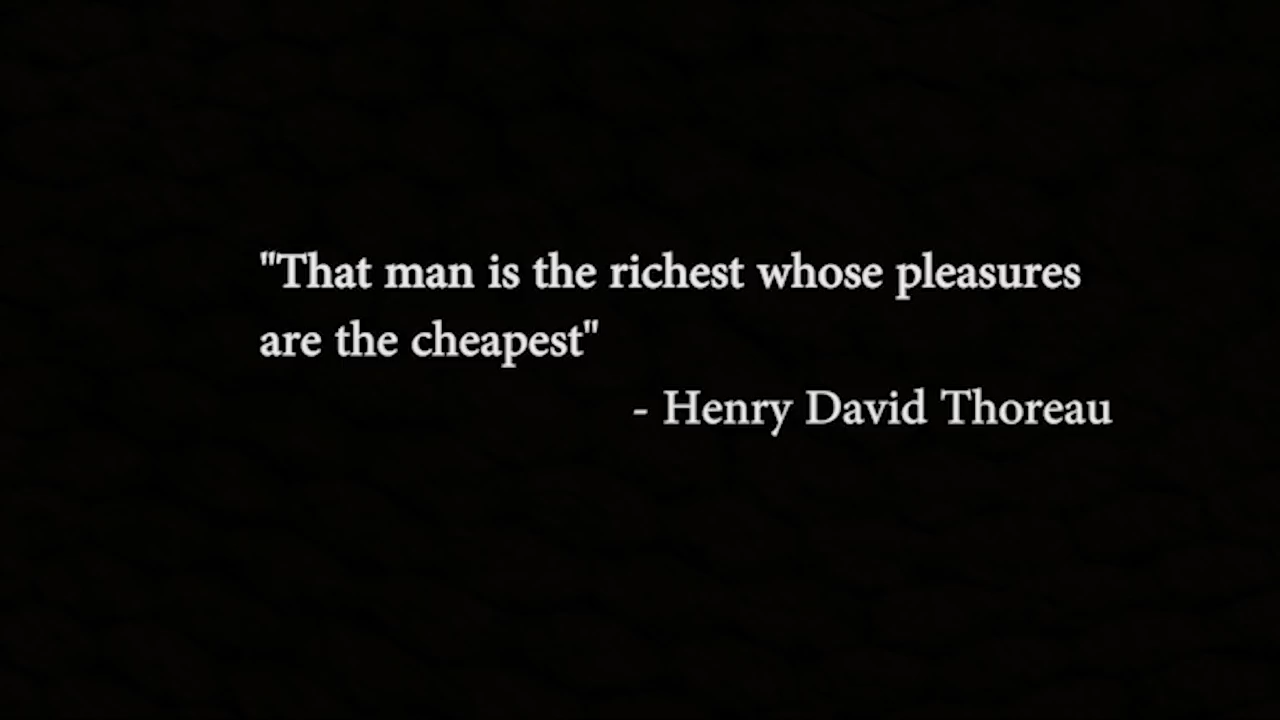 "That man is the richest whose pleasures
are the cheapest"
- Henry David Thoreau